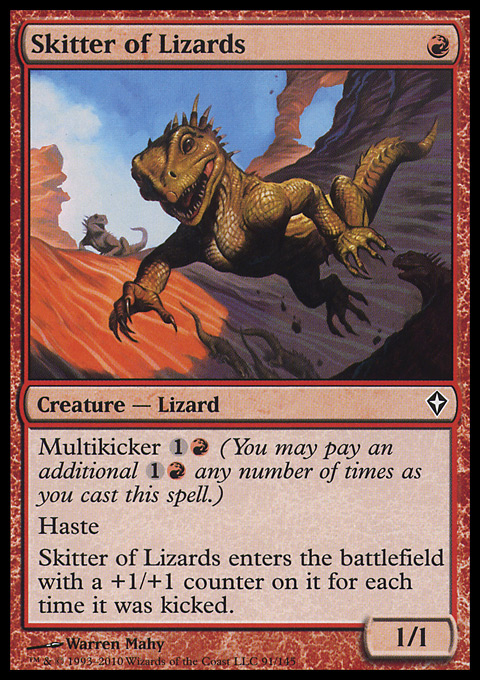 Skitter of Lizards
Creature — Lizard
Multikicker 1 (You may pay an
additional 1 any number of times as
you cast this spell.)
Haste
Skitter of Lizards enters the battlefield
with a +1/+1 counter on it for each
time it was kicked.
Warren Mahy
1/1
™ & © 1993–2010 Wizards of the Coast LLC 91/145